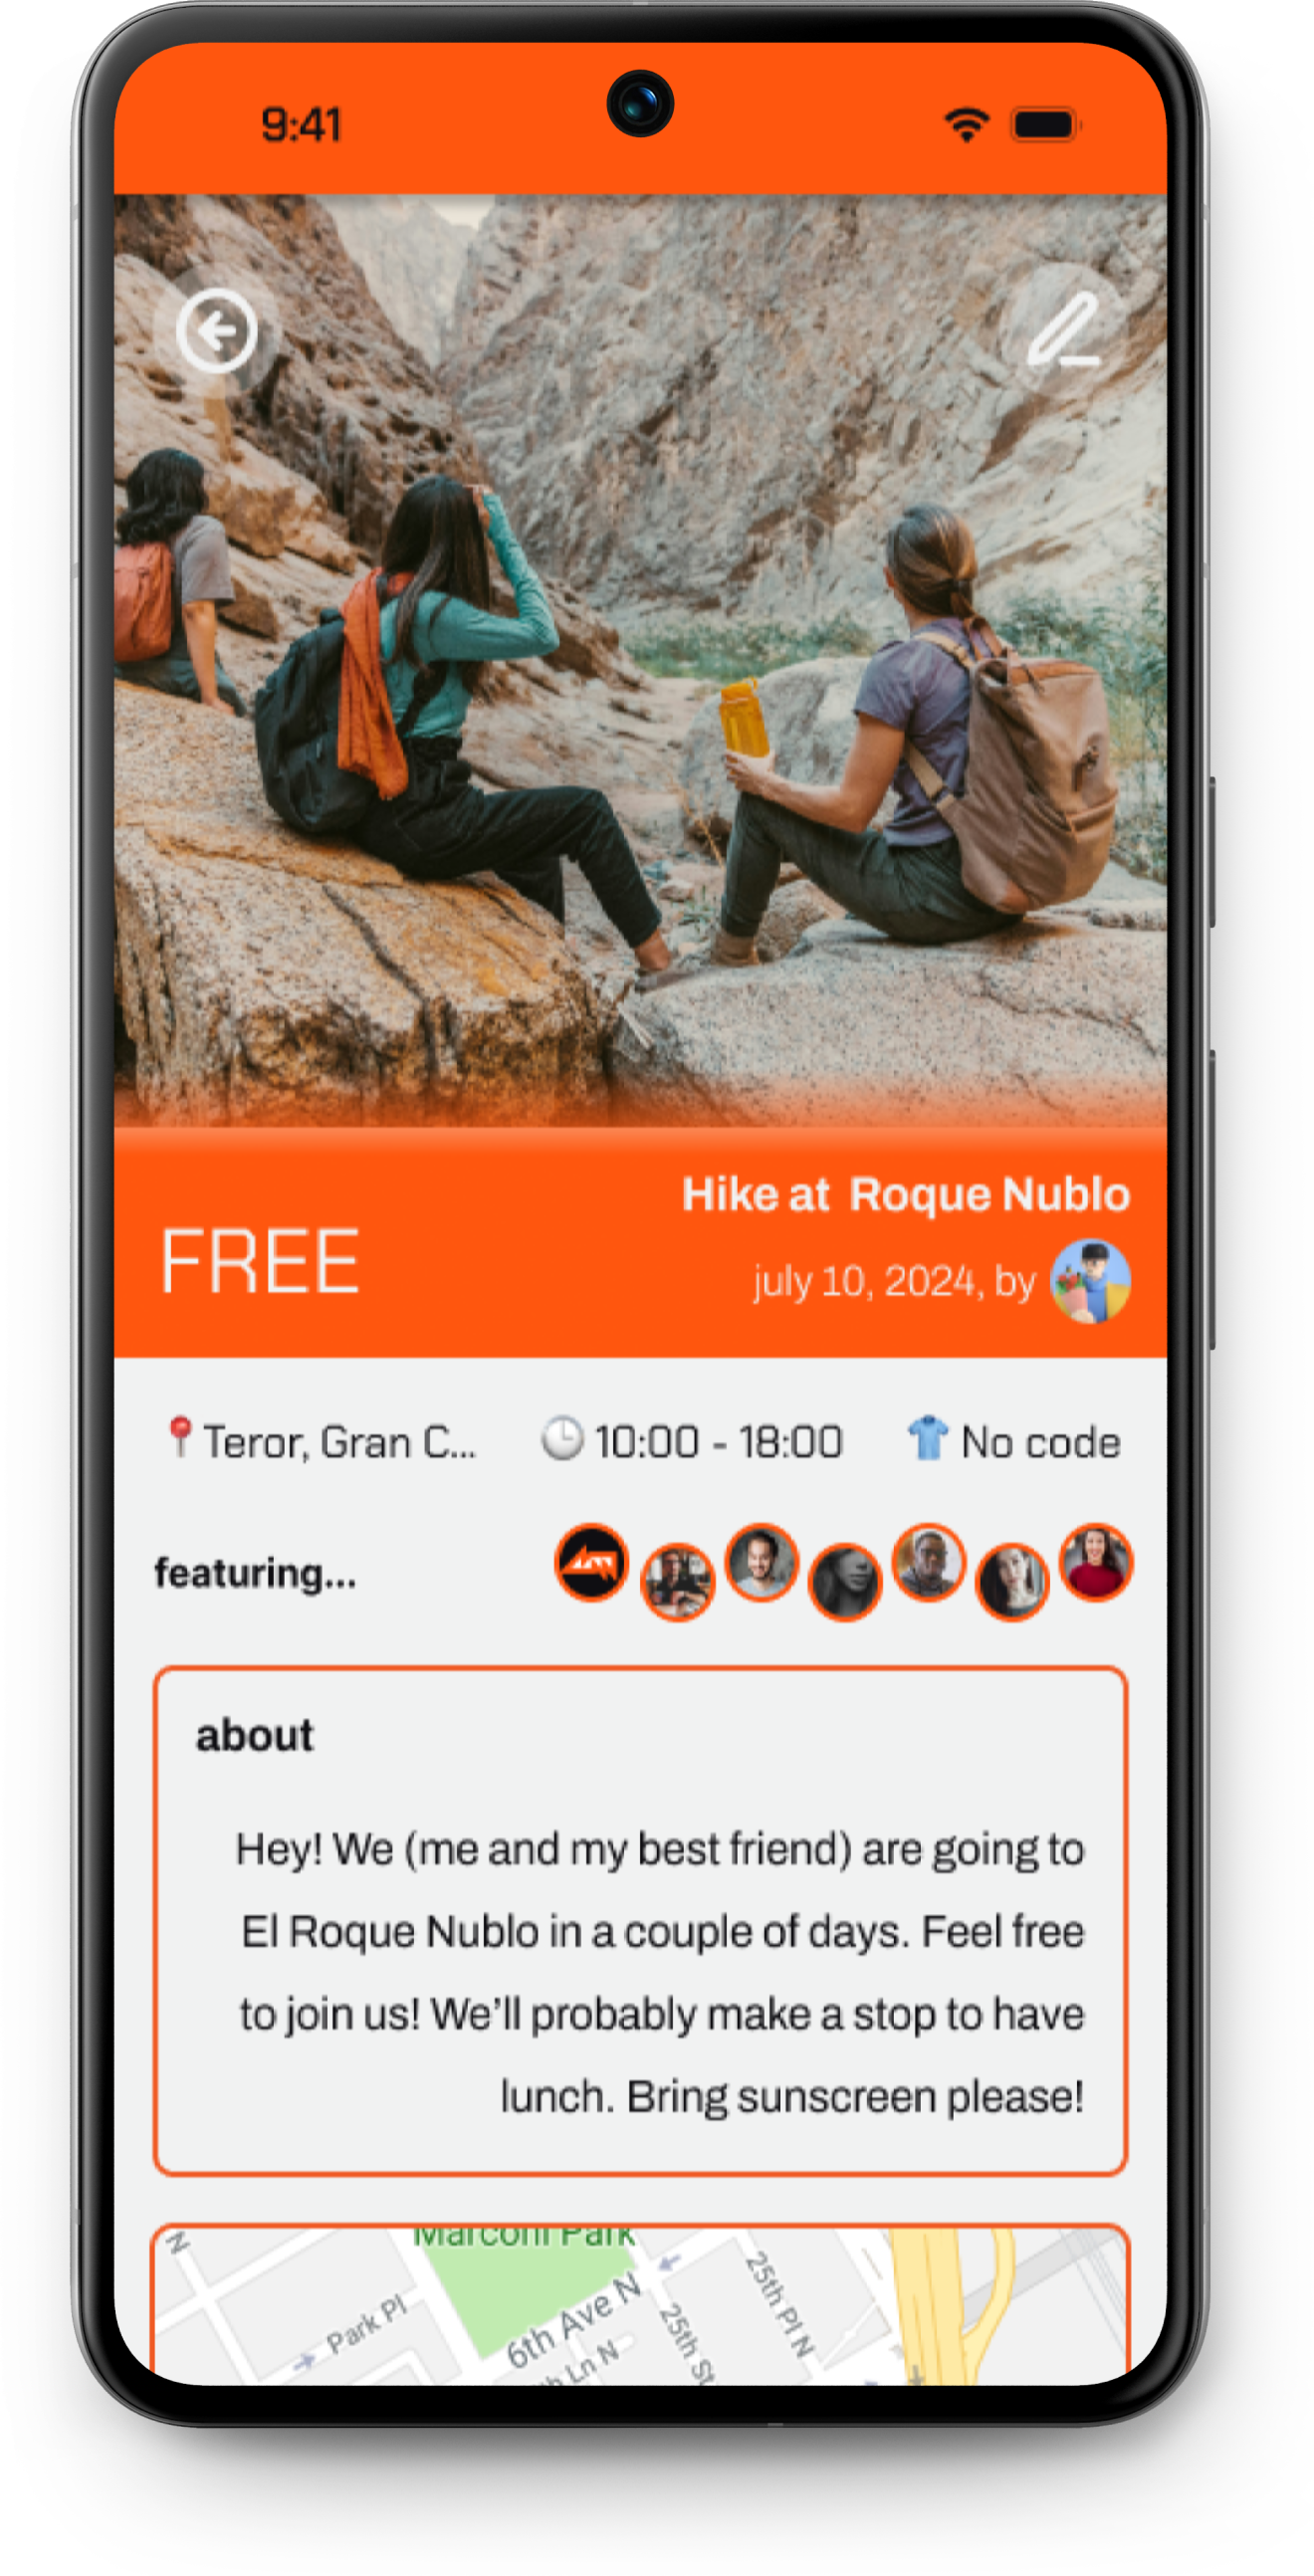 9:41
Hike at Roque Nublo
FREE
july 10, 2024, by
Teror, Gran C...
10:00 - 18:00
No code
featuring...
about
Hey! We (me and my best friend) are going to
El Roque Nublo in a couple of days. Feel free
to join us! We’ll probably make a stop to have
lunch. Bring sunscreen please!
N
Marconi Park
Park Pl
6th Ave N
Ln N
25th St
25th Pl N